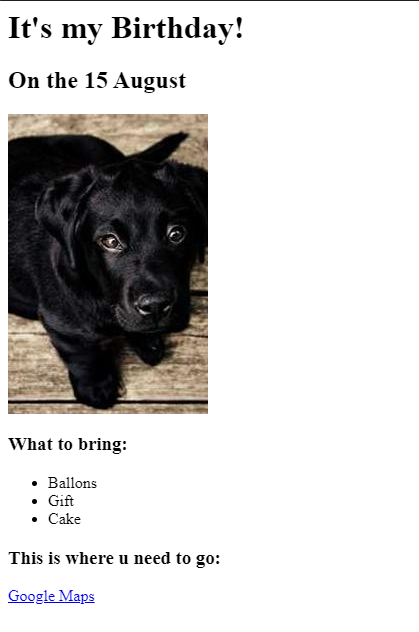 It's my Birthday!
On the 15 August
What to bring:
Ballons
Gift
Cake
This is where u need to go:
Google Maps